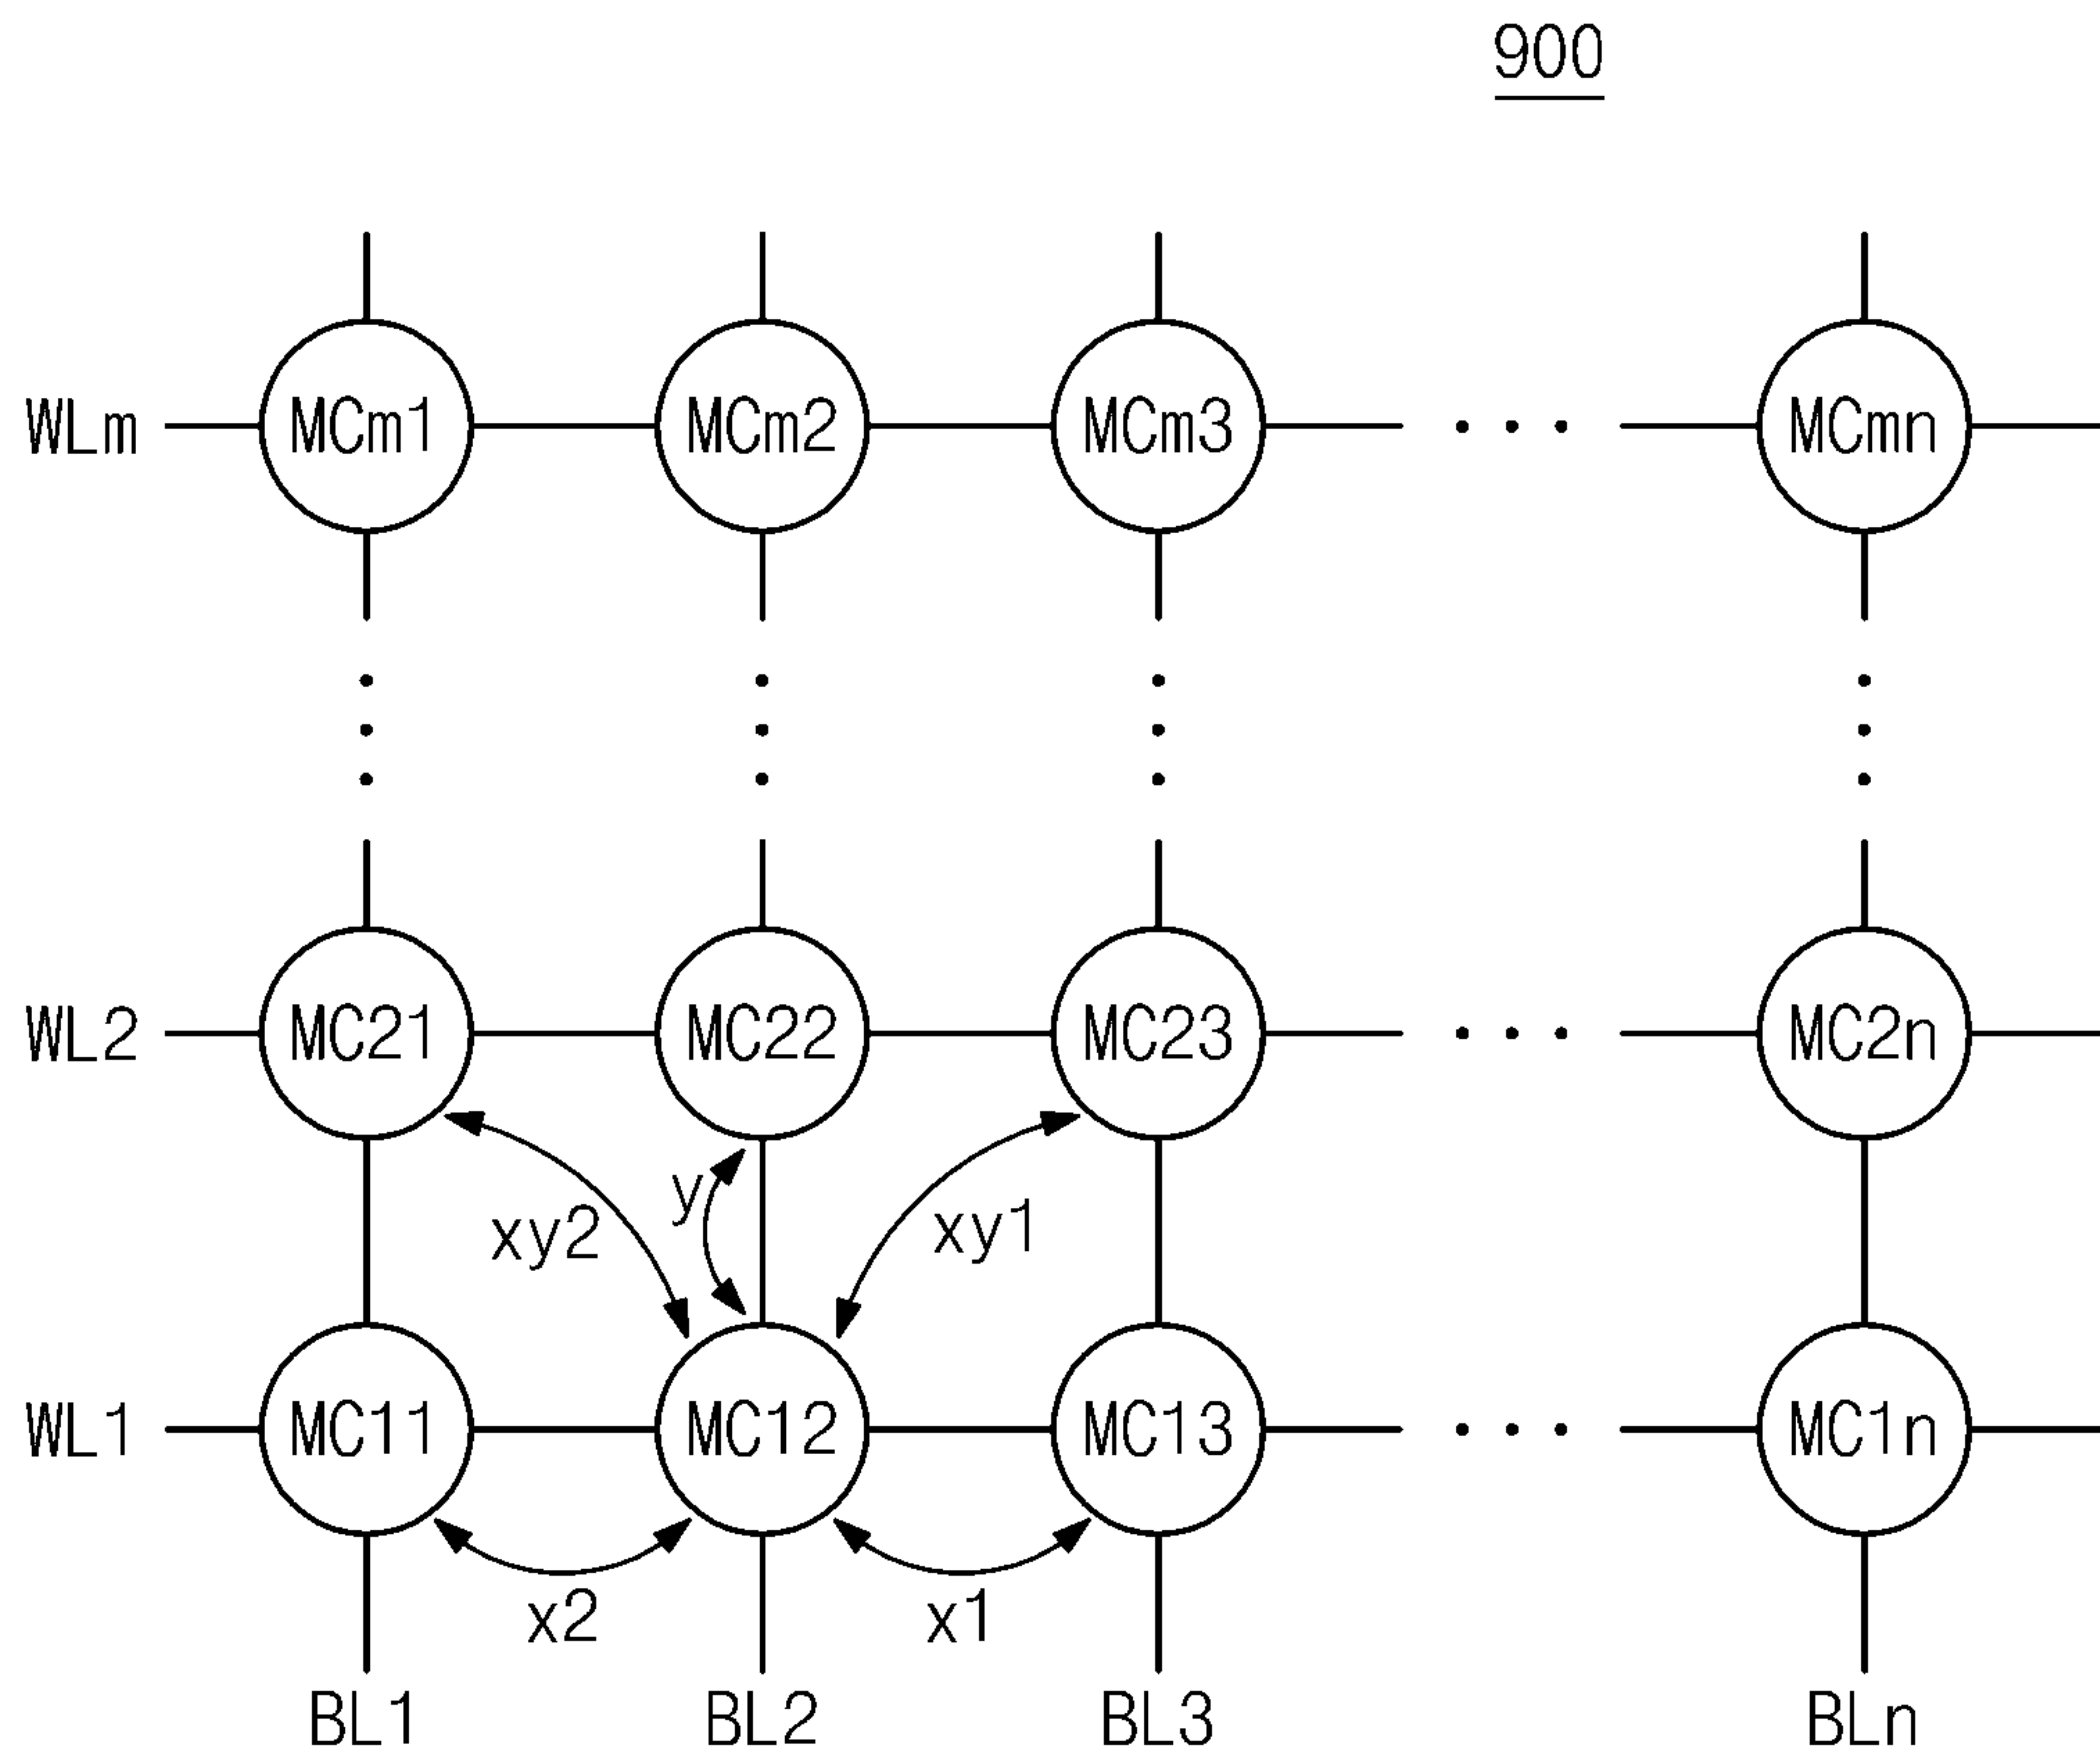 900
WLm MCm1 MCm2 MCm3 ... MCmn
WL2 MC21 MC22 MC23 ... MC2n
xy2 y xy1
WL1 MC11 MC12 MC13 ... MC1n
x2 x1
BL1 BL2 BL3 BLn